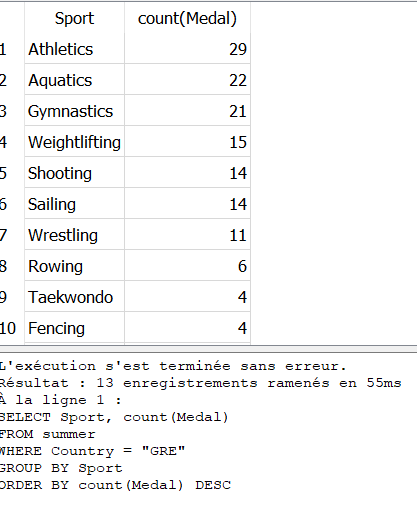 Sport count(Medal)
1 Athletics 29
2 Aquatics 22
3 Gymnastics 21
4 Weightlifting 15
5 Shooting 14
6 Sailing 14
7 Wrestling 11
8 Rowing 6
9 Taekwondo 4
10 Fencing 4
L'exécution s'est terminée sans erreur.
Résultat : 13 enregistrements ramenés en 55ms
À la ligne 1 :
SELECT Sport, count(Medal)
FROM summer
WHERE Country = "GRE"
GROUP BY Sport
ORDER BY count(Medal) DESC